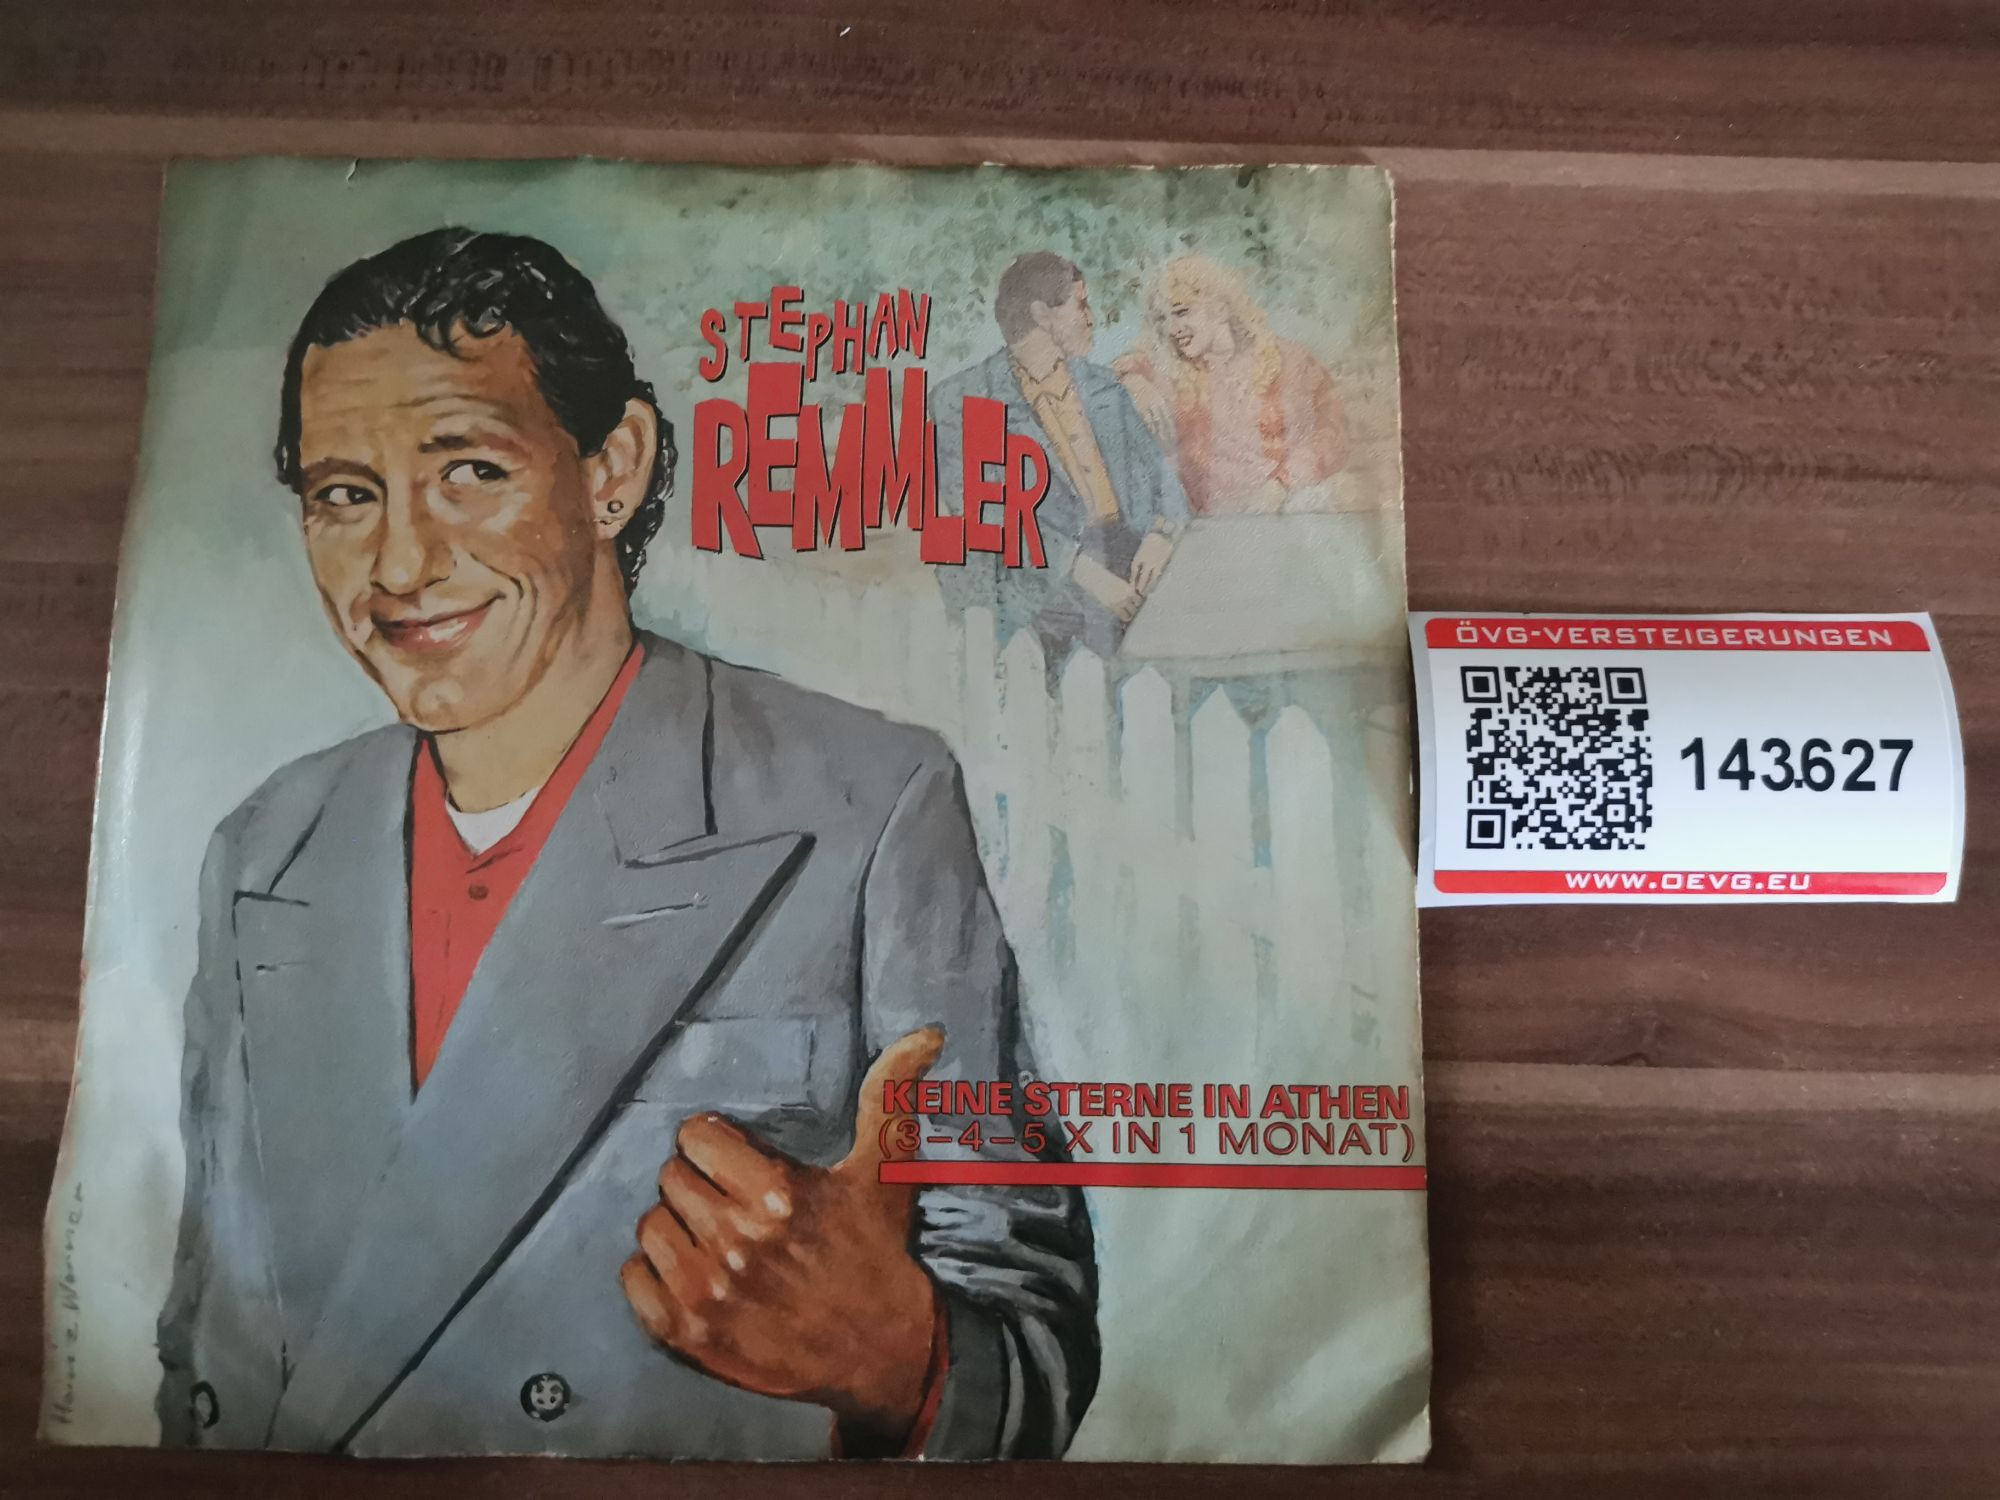 STEPHAN
REMMLER
KEINE STERNE IN ATHEN
(3–4–5 X IN 1 MONAT)
ÖVG-VERSTEIGERUNGEN
143.627
WWW.OEVG.EU